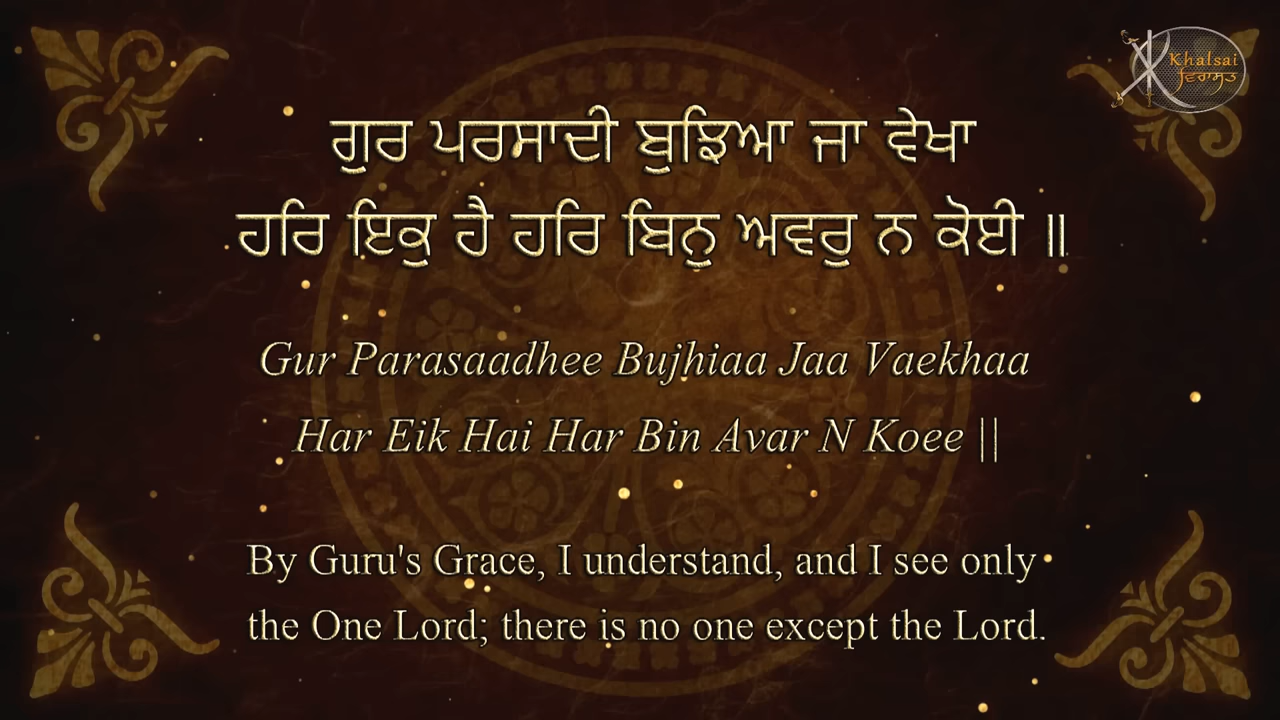 Khalsai
ਵਿਰਾਸਤ
ਗੁਰ ਪਰਸਾਦੀ ਬੁਝਿਆ ਜਾ ਵੇਖਾ
ਹਰਿ ਇਕੁ ਹੈ ਹਰਿ ਬਿਨੁ ਅਵਰੁ ਨ ਕੋਈ ॥
Gur Parasaadhee Bujhiaa Jaa Vaekhaa
Har Eik Hai Har Bin Avar N Koee ||
By Guru's Grace, I understand, and I see only
the One Lord; there is no one except the Lord.